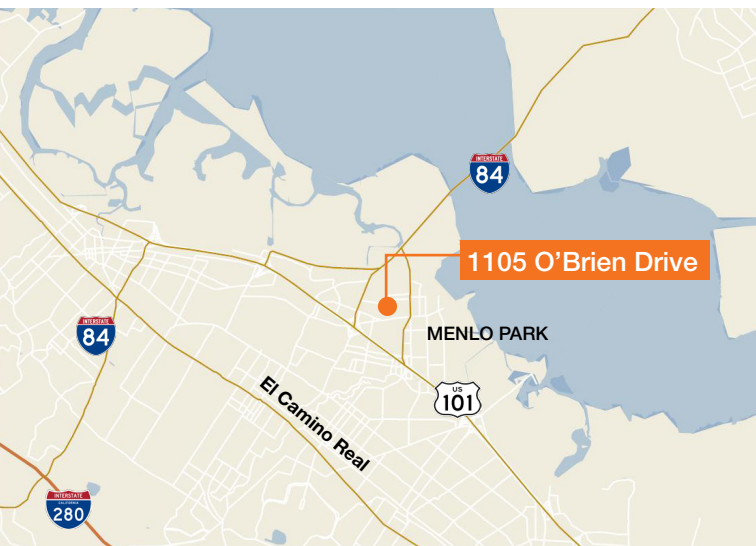 INTERSTATE
84
1105 O’Brien Drive
INTERSTATE
84
MENLO PARK
US
101
El Camino Real
INTERSTATE
CALIFORNIA
280